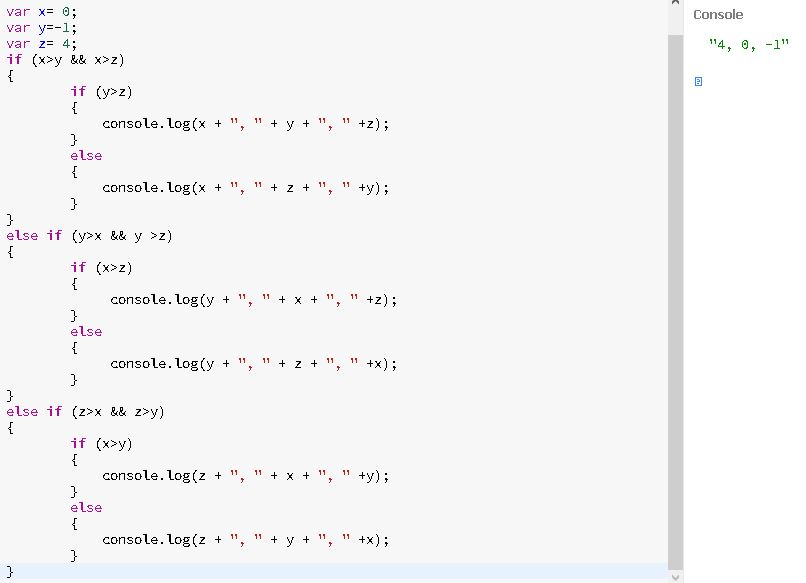 var x= 0;
var y=-1;
var z= 4;
if (x>y && x>z)
{
if (y>z)
{
console.log(x + ", " + y + ", " +z);
}
else
{
console.log(x + ", " + z + ", " +y);
}
}
else if (y>x && y >z)
{
if (x>z)
{
console.log(y + ", " + x + ", " +z);
}
else
{
console.log(y + ", " + z + ", " +x);
}
}
else if (z>x && z>y)
{
if (x>y)
{
console.log(z + ", " + x + ", " +y);
}
else
{
console.log(z + ", " + y + ", " +x);
}
}
Console
"4, 0, -1"